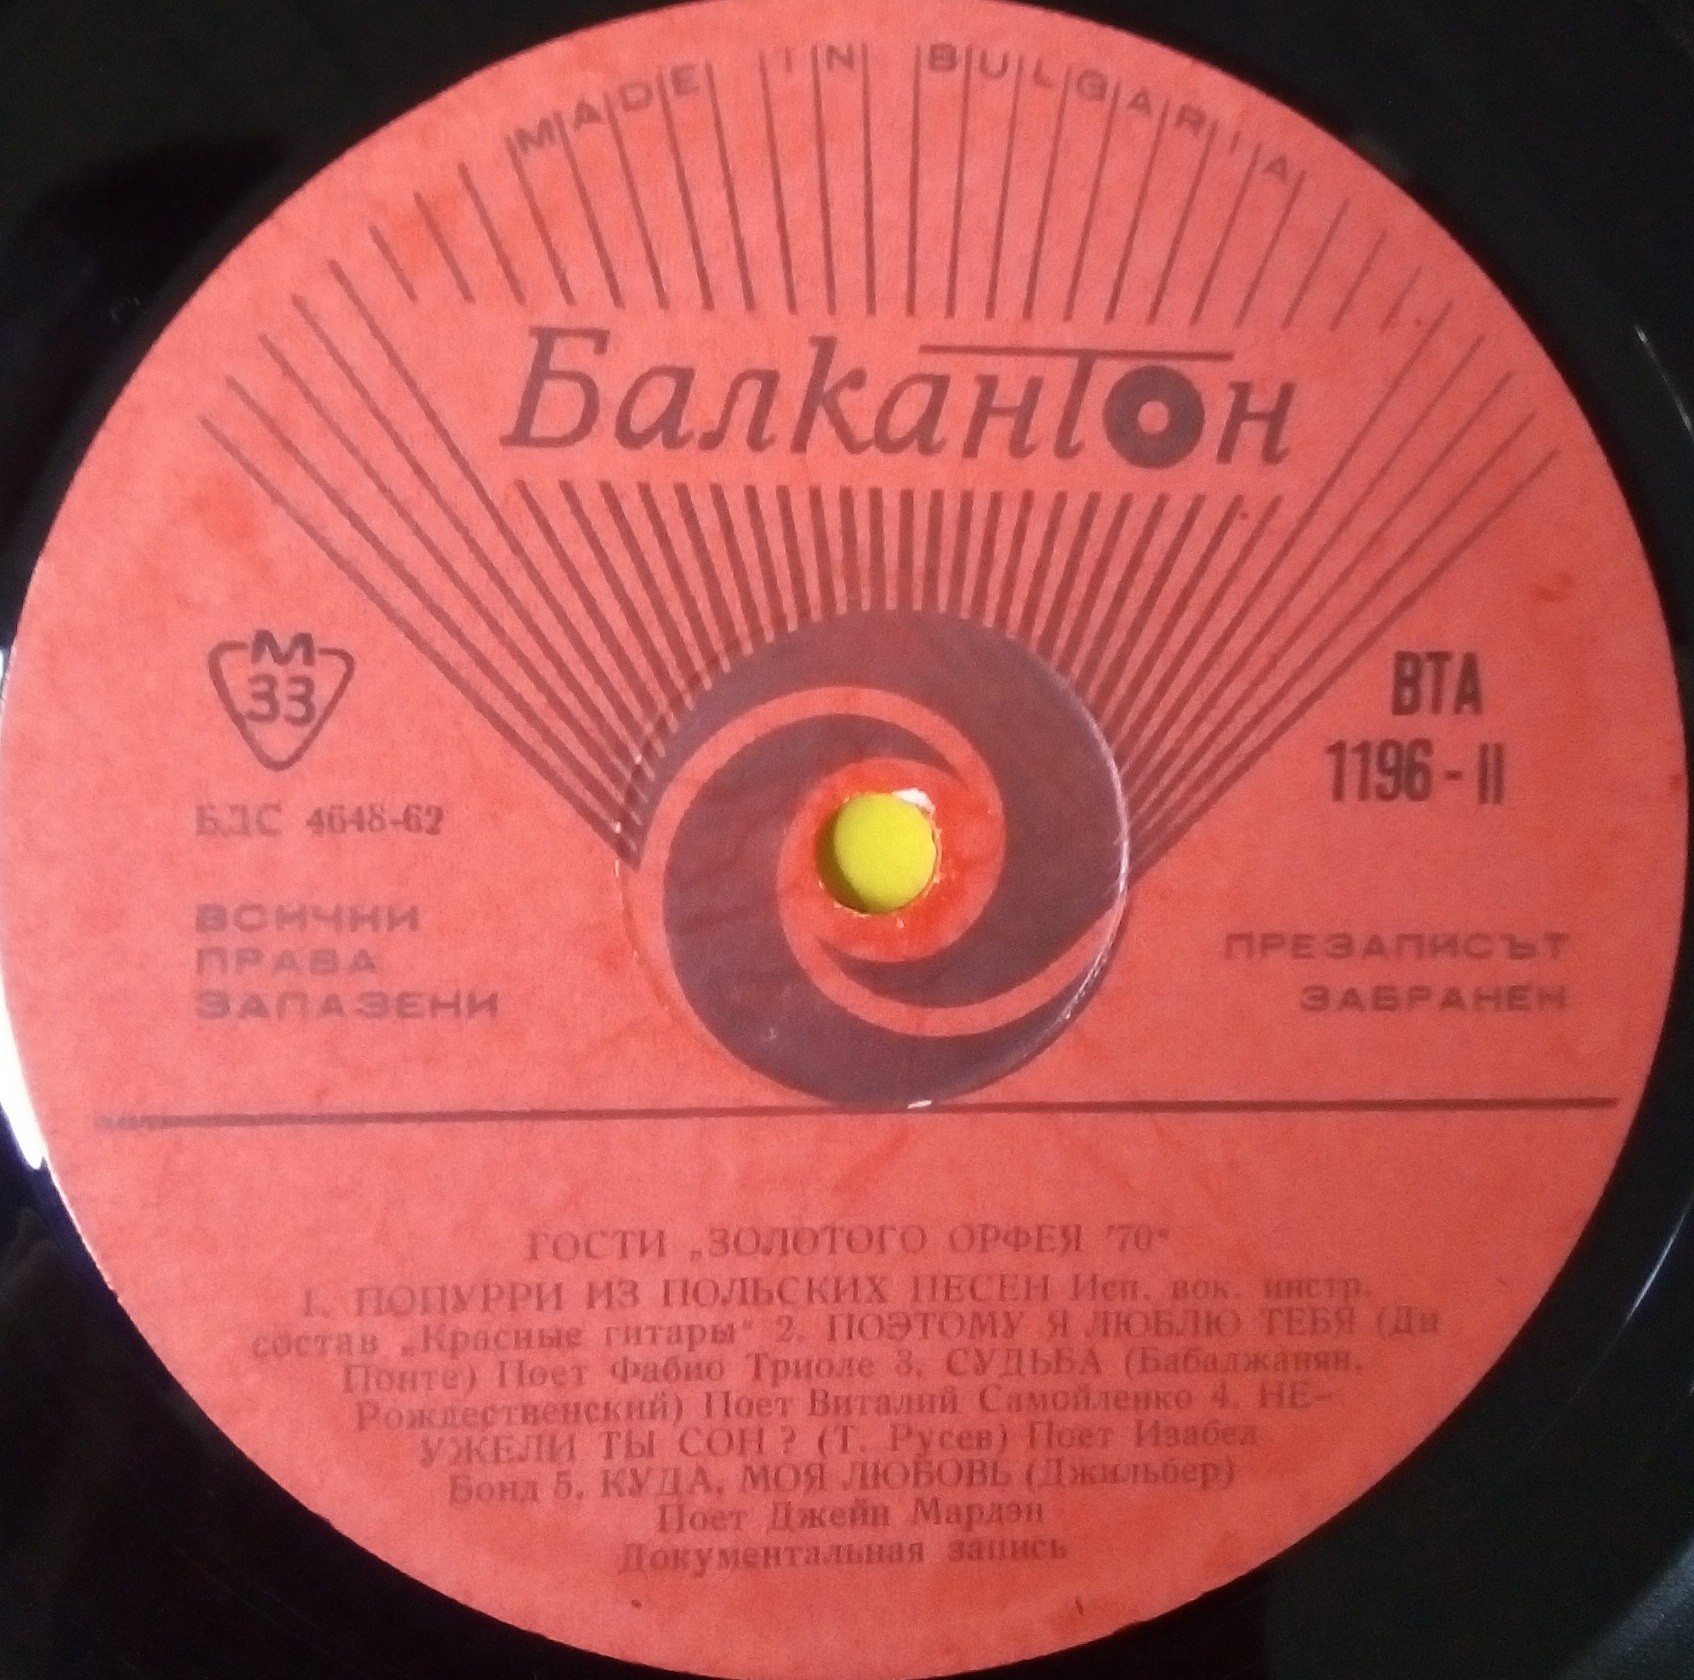 MADE IN BULGARIA
Балкантон
М
33
ВТА
1196-II
БДС 4648-62
ВСИЧКИ
ПРАВА
ЗАПАЗЕНИ
ПРЕЗАПИСЪТ
ЗАБРАНЕН
ГОСТИ „ЗОЛОТОГО ОРФЕЯ '70“
1. ПОПУРРИ ИЗ ПОЛЬСКИХ ПЕСЕН Исп. вок. инстр.
состав „Красные гитары“ 2. ПОЭТОМУ Я ЛЮБЛЮ ТЕБЯ (Ди
Понте) Поет Фабио Триоле 3. СУДЬБА (Бабаджанян,
Рождественский) Поет Виталий Самойленко 4. НЕ-
УЖЕЛИ ТЫ СОН? (Т. Русев) Поет Изабел
Бонд 5. КУДА, МОЯ ЛЮБОВЬ (Джильбер)
Поет Джейн Мардэн
Документальная запись